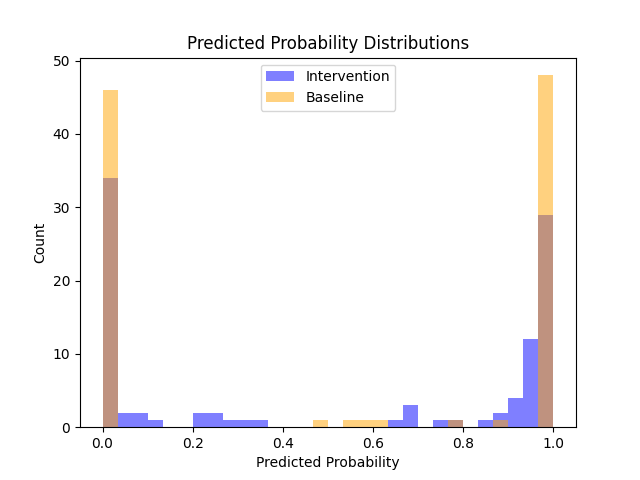 Predicted Probability Distributions
Intervention
Baseline
50
40
30
20
10
0
Count
0.0 0.2 0.4 0.6 0.8 1.0
Predicted Probability